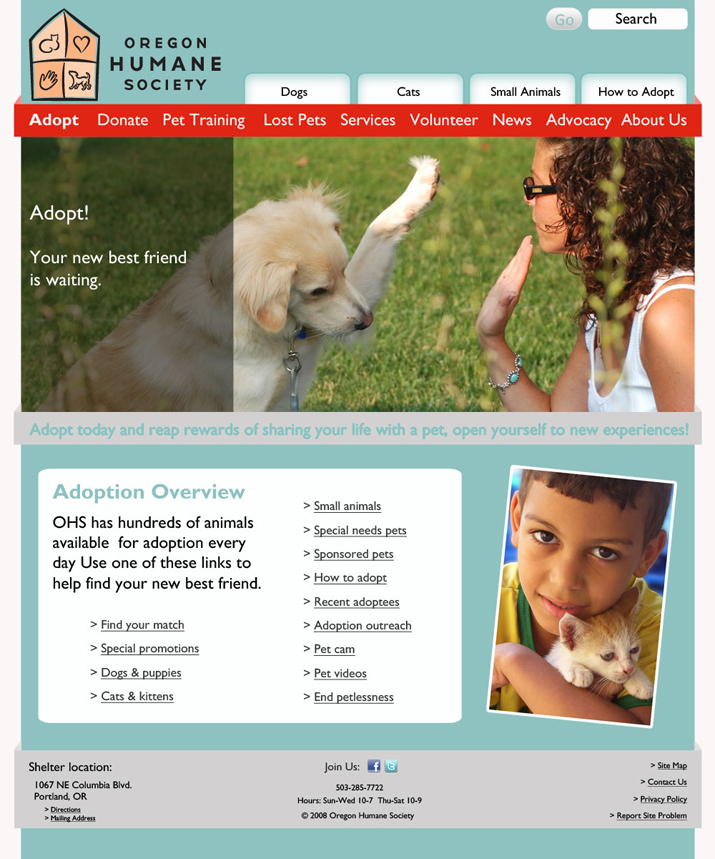 OREGON
HUMANE
SOCIETY
Go
Search
Dogs
Cats
Small Animals
How to Adopt
Adopt Donate Pet Training Lost Pets Services Volunteer News Advocacy About Us
Adopt!
Your new best friend
is waiting.
Adopt today and reap rewards of sharing your life with a pet, open yourself to new experiences!
Adoption Overview
OHS has hundreds of animals
available for adoption every
day Use one of these links to
help find your new best friend.
> Find your match
> Special promotions
> Dogs & puppies
> Cats & kittens
> Small animals
> Special needs pets
> Sponsored pets
> How to adopt
> Recent adoptees
> Adoption outreach
> Pet cam
> Pet videos
> End petlessness
Shelter location:
1067 NE Columbia Blvd.
Portland, OR
> Directions
> Mailing Address
Join Us: f t
503-285-7722
Hours: Sun-Wed 10-7 Thu-Sat 10-9
© 2008 Oregon Humane Society
> Site Map
> Contact Us
> Privacy Policy
> Report Site Problem